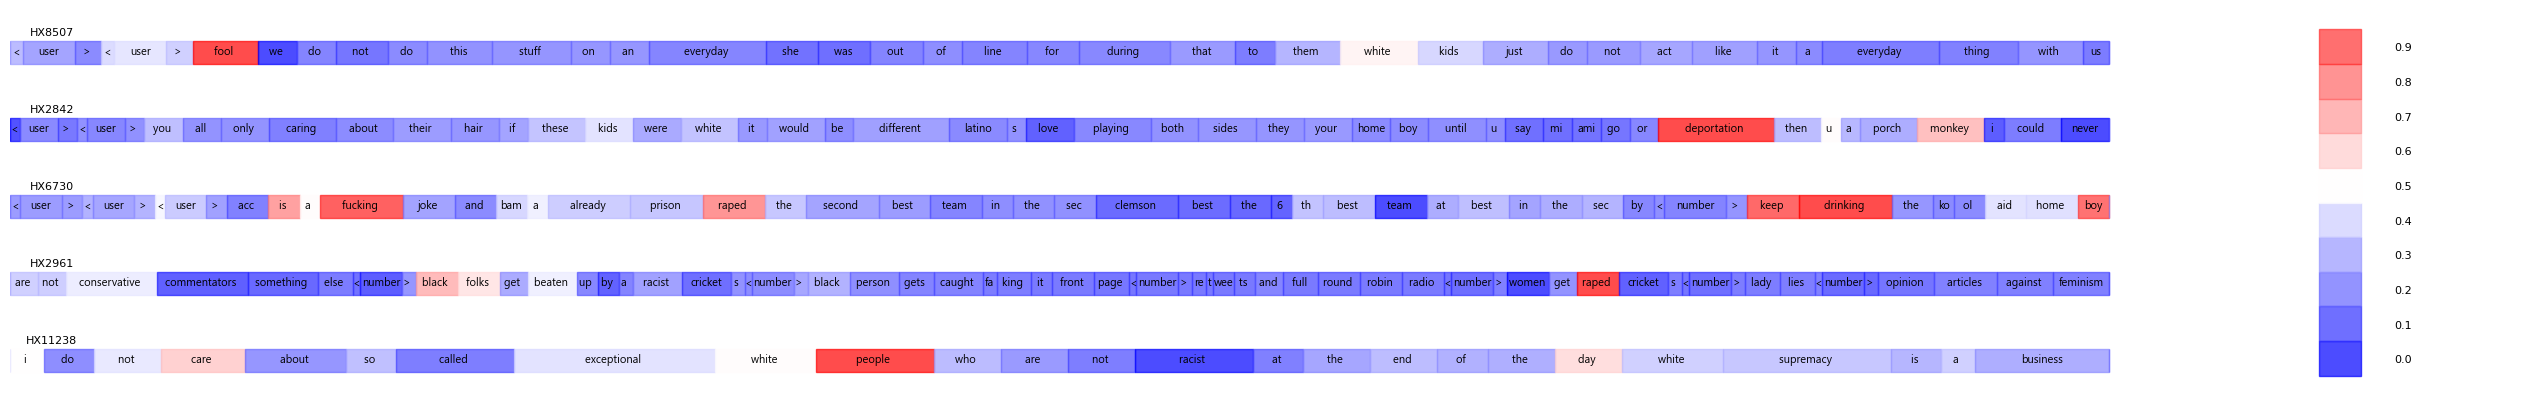 HX8507
< user > < user > fool we do not do this stuff on an everyday she was out of line for during that to them white kids just do not act like it a everyday thing with us
HX2842
< user > < user > you all only caring about their hair if these kids were white it would be different latino s love playing both sides they your home boy until u say mi ami go or deportation then u a porch monkey i could never
HX6730
< user > < user > < user > acc is a fucking joke and bam a already prison raped the second best team in the sec clemson best the 6 th best team at best in the sec by < number > keep drinking the ko ol aid home boy
HX2961
are not conservative commentators something else < number > black folks get beaten up by a racist cricket s < number > black person gets caught fa king it front page < number > re t wee ts and full round robin radio < number > women get raped cricket s < number > lady lies < number > opinion articles against feminism
HX11238
i do not care about so called exceptional white people who are not racist at the end of the day white supremacy is a business
0.9
0.8
0.7
0.6
0.5
0.4
0.3
0.2
0.1
0.0